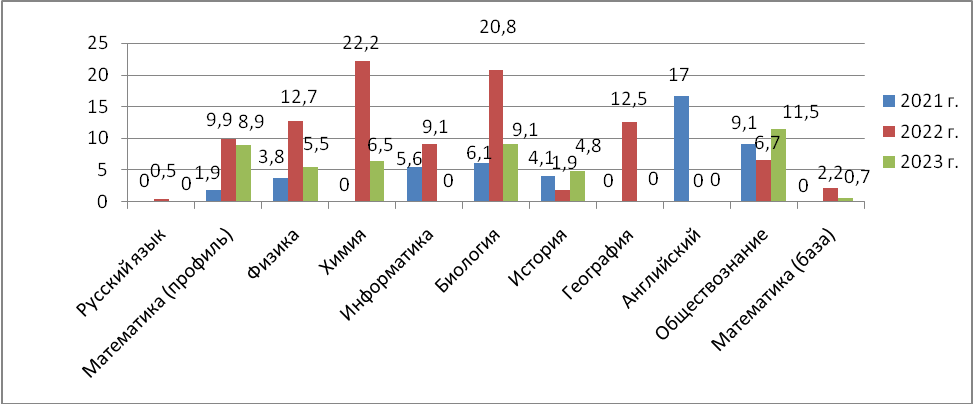 25
20
15
10
5
0
0 0,5 0
1,9 9,9 8,9
3,8 12,7 5,5
0 22,2 6,5
5,6 9,1 0
6,1 20,8 9,1
4,1 1,9 4,8
0 12,5 0
17 0 0
9,1 6,7 11,5
0 2,2 0,7
Русский язык
Математика (профиль)
Физика
Химия
Информатика
Биология
История
География
Английский
Обществознание
Математика (база)
2021 г.
2022 г.
2023 г.